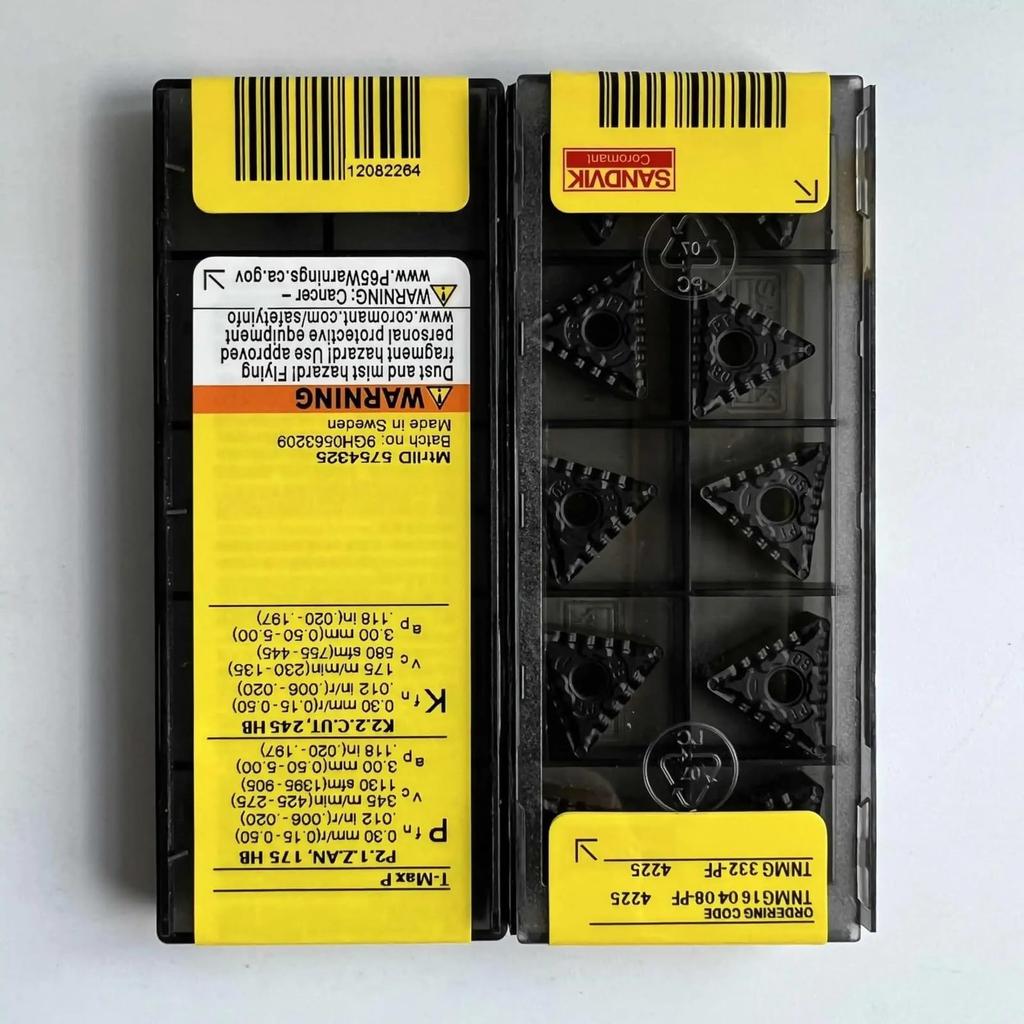 ORDERING CODE
TNMG16 04 08-PF 4225
TNMG 332-PF 4225
07
PC
07
PC
SANDVIK
Coromant
T-Max P
P2.1.Z.AN, 175 HB
P fn 0.30 mm/r(0.15 - 0.50)
.012 in/r(.006-.020)
vc 345 m/min(425 - 275)
1130 sfm(1395 - 905)
ap 3.00 mm(0.50 - 5.00)
.118 in(.020 - .197)
K2.2.C.UT, 245 HB
K fn 0.30 mm/r(0.15 - 0.50)
.012 in/r(.006-.020)
vc 175 m/min(230 - 135)
580 sfm(755 - 445)
ap 3.00 mm(0.50 - 5.00)
.118 in(.020 - .197)
MtrlID 5754325
Batch no: 9GH0563209
Made in Sweden
WARNING
Dust and mist hazard! Flying
fragment hazard! Use approved
personal protective equipment
www.coromant.com/safetyinfo
WARNING: Cancer –
www.P65Warnings.ca.gov
12082264